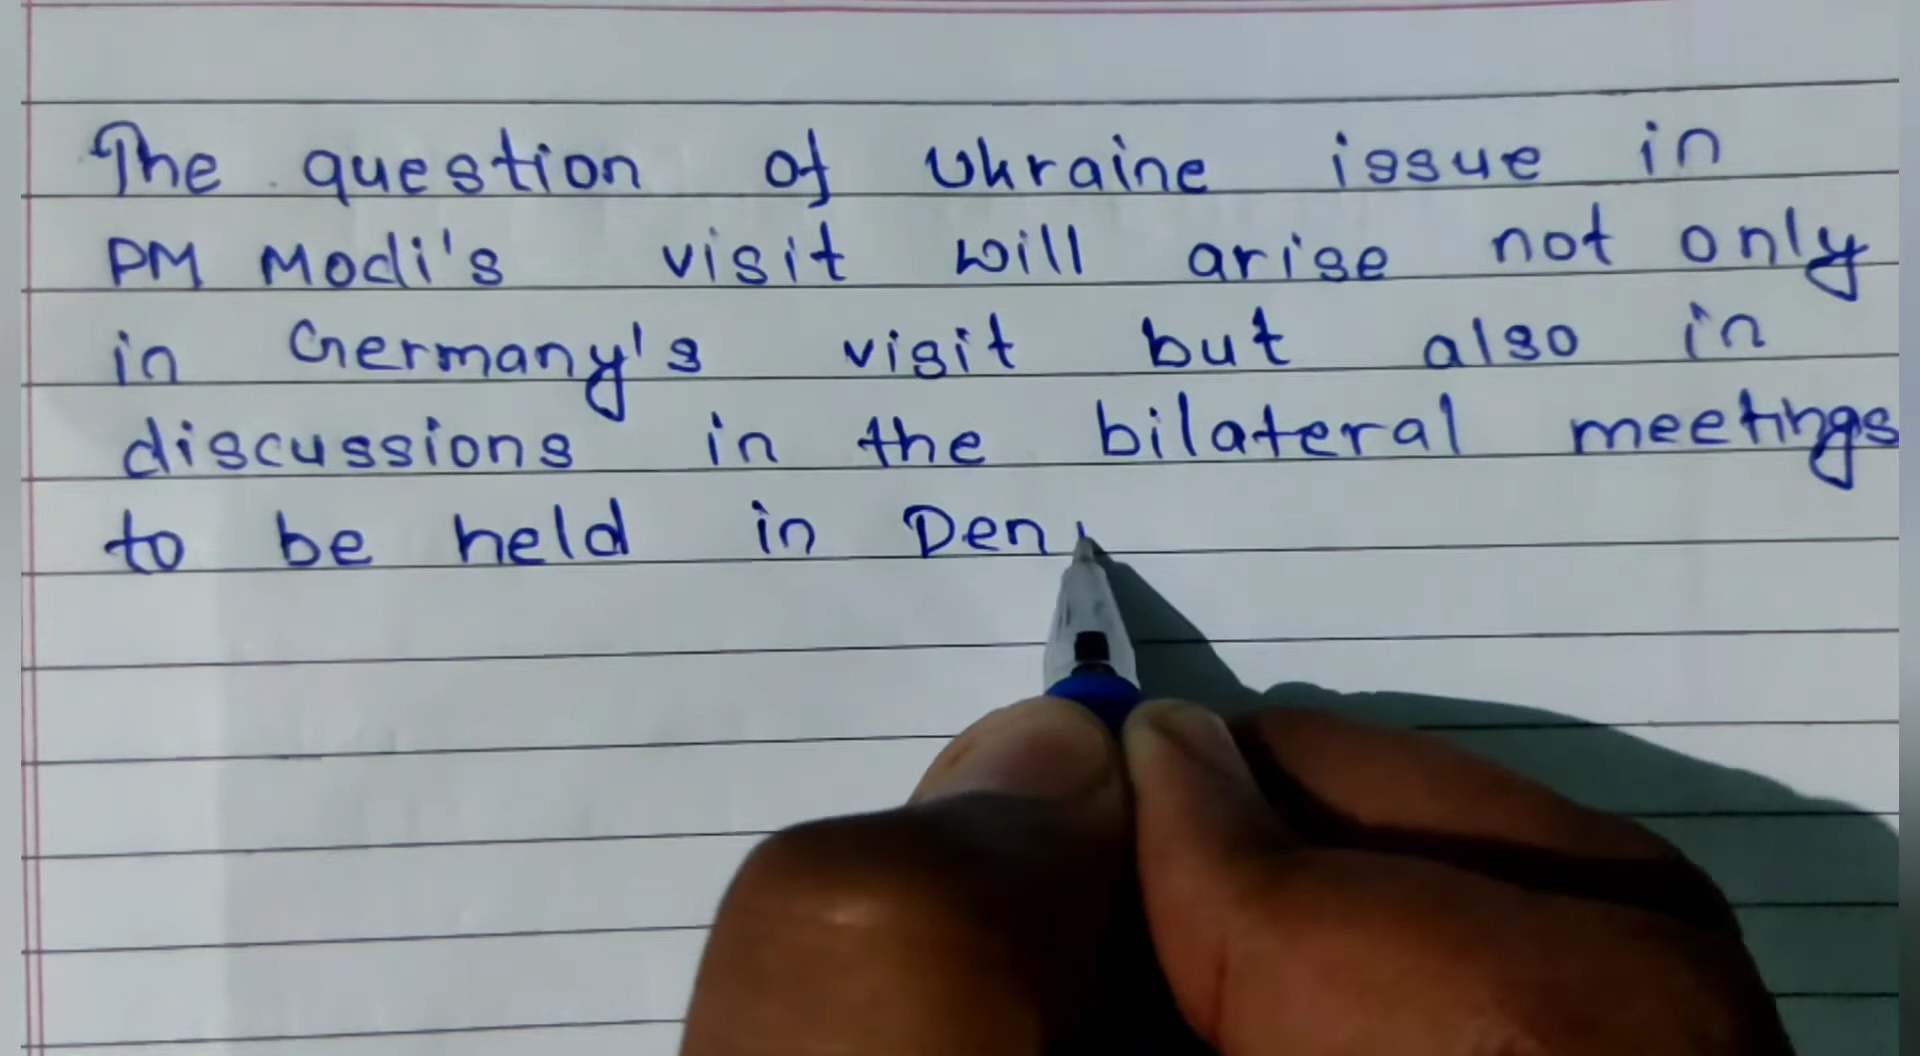 The question of Ukraine issue in
PM Modi's visit will arise not only
in Germany's visit but also in
discussions in the bilateral meetings
to be held in Den